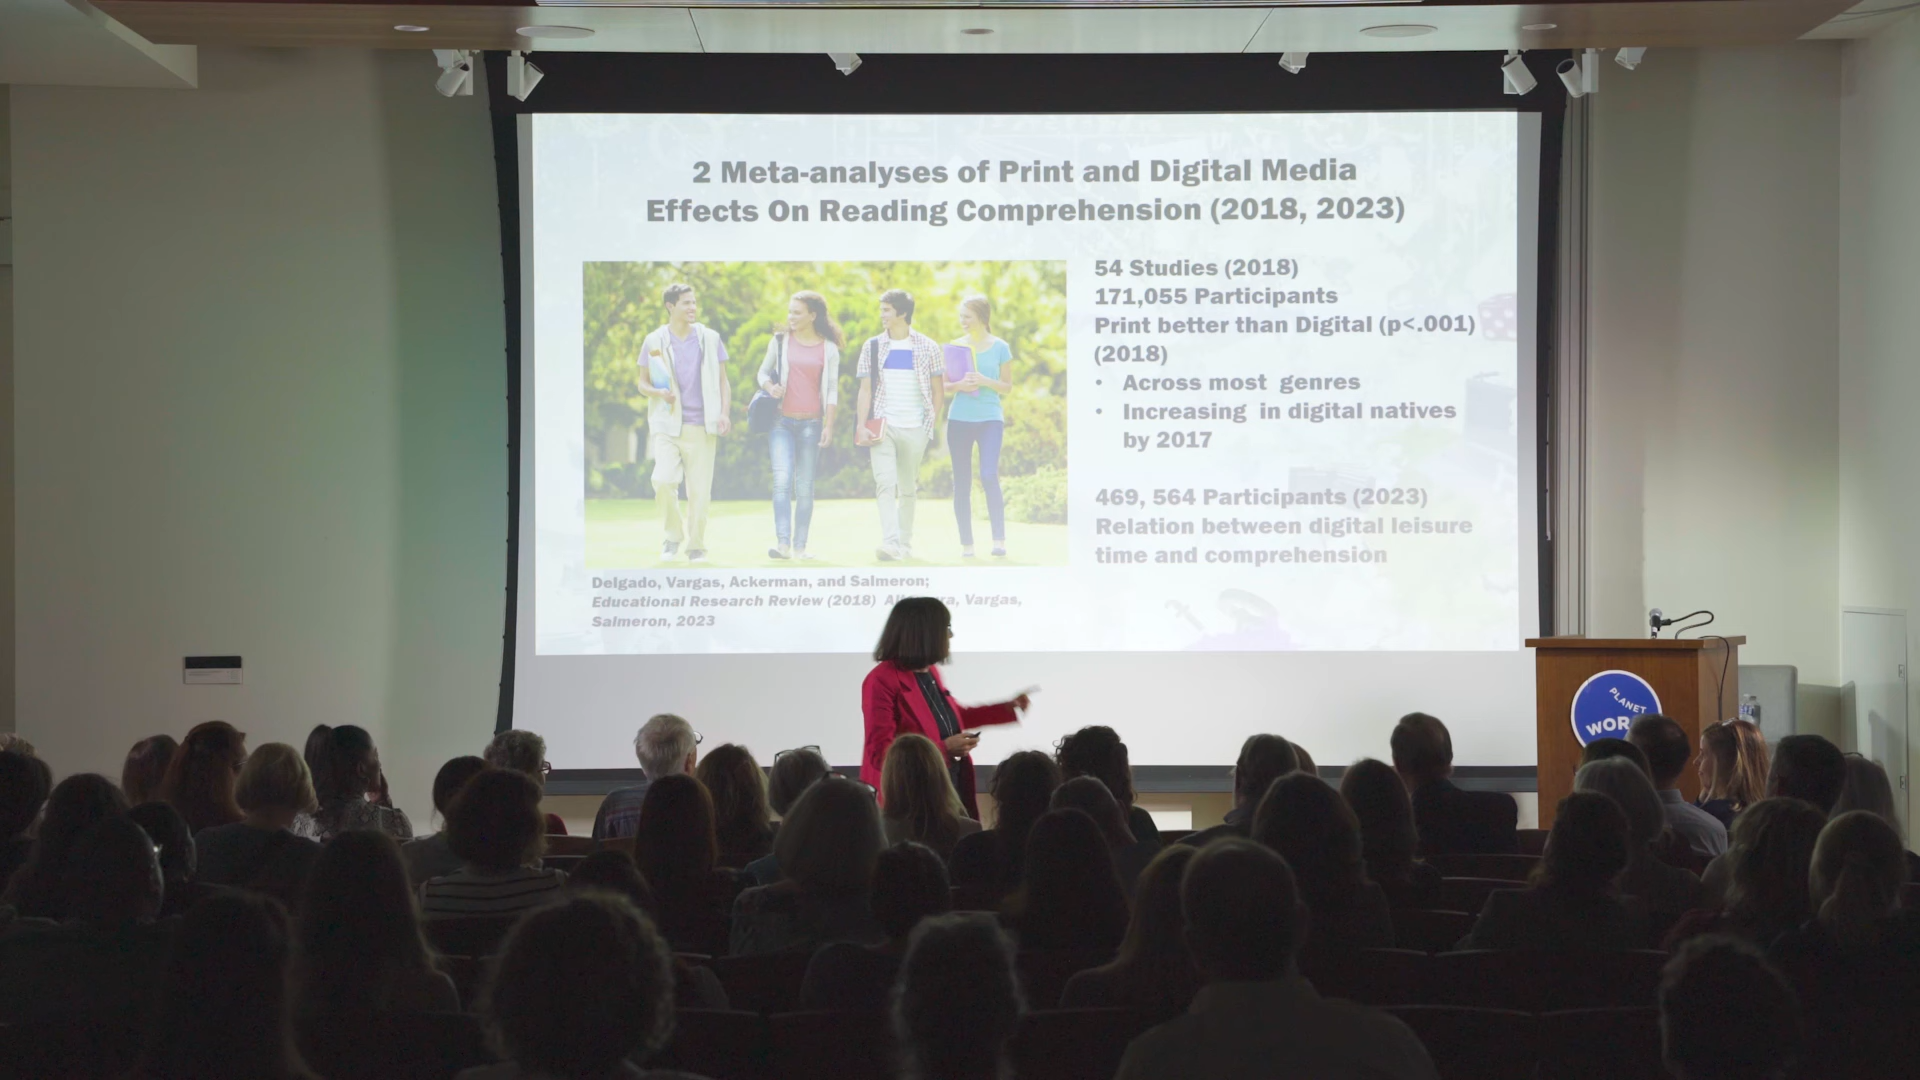 2 Meta-analyses of Print and Digital Media
Effects On Reading Comprehension (2018, 2023)
54 Studies (2018)
171,055 Participants
Print better than Digital (p<.001)
(2018)
• Across most genres
• Increasing in digital natives
by 2017
469, 564 Participants (2023)
Relation between digital leisure
time and comprehension
Delgado, Vargas, Ackerman, and Salmeron;
Educational Research Review (2018) Vargas,
Salmeron, 2023
PLANET